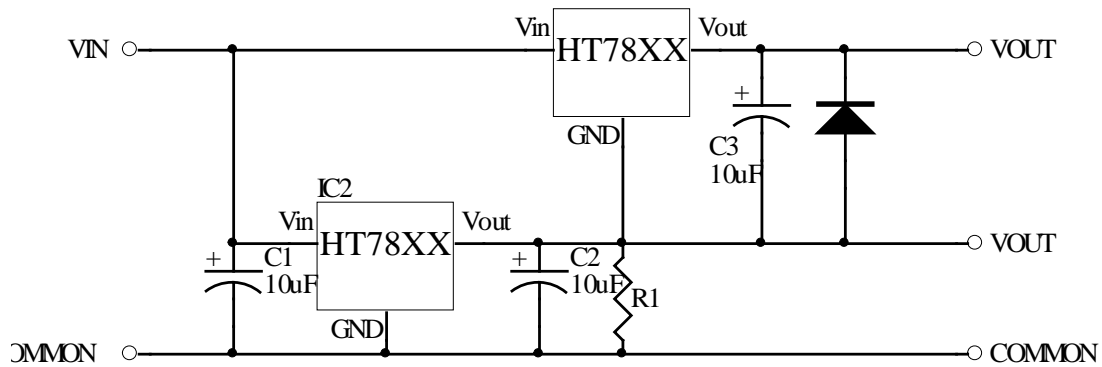 Vin
Vout
VIN
HT78XX
VOUT
+
GND
C3
10uF
IC2
Vin
Vout
HT78XX
VOUT
+
C1
10uF
+
C2
10uF
R1
GND
OMMON
COMMON